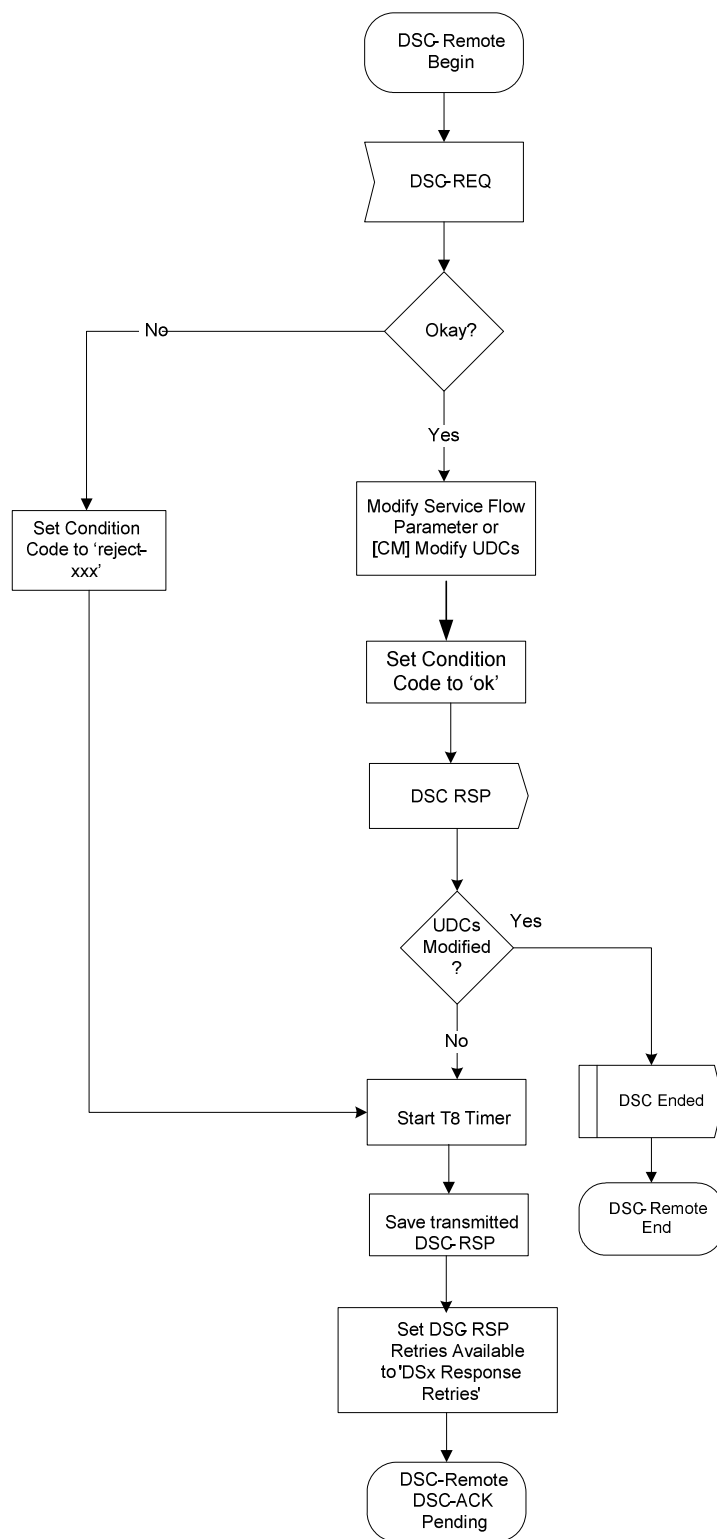 DSC-Remote
Begin
DSC-REQ
Okay?
No
Yes
Modify Service Flow
Parameter or
[CM] Modify UDCs
Set Condition
Code to ‘reject-
xxx’
Set Condition
Code to ‘ok’
DSC RSP
UDCs
Modified
?
Yes
No
Start T8 Timer
DSC Ended
Save transmitted
DSC-RSP
DSC-Remote
End
Set DSG RSP
Retries Available
to 'DSx Response
Retries'
DSC-Remote
DSC-ACK
Pending